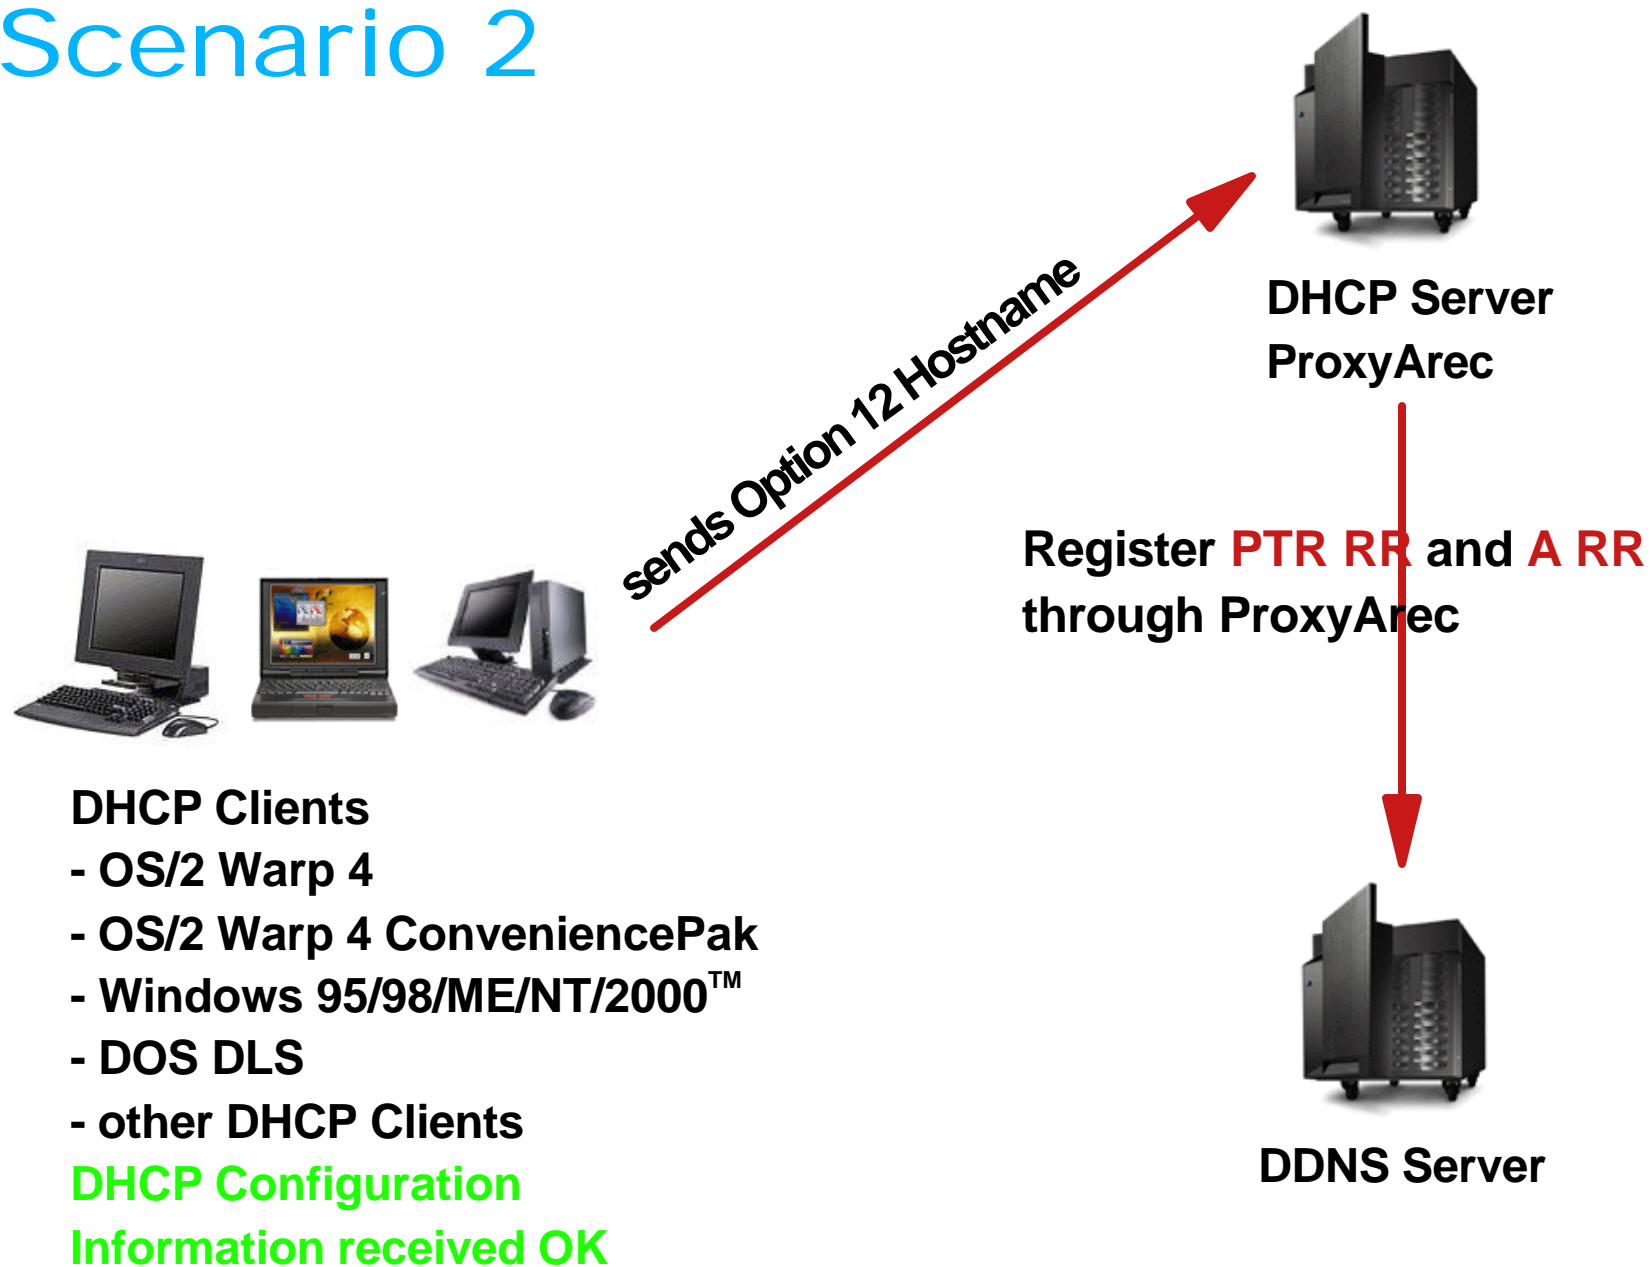 Scenario 2
DHCP Server
ProxyArec
sends Option 12 Hostname
Register PTR RR and A RR
through ProxyArec
DHCP Clients
- OS/2 Warp 4
- OS/2 Warp 4 ConveniencePak
- Windows 95/98/ME/NT/2000™
- DOS DLS
- other DHCP Clients
DHCP Configuration
Information received OK
DDNS Server